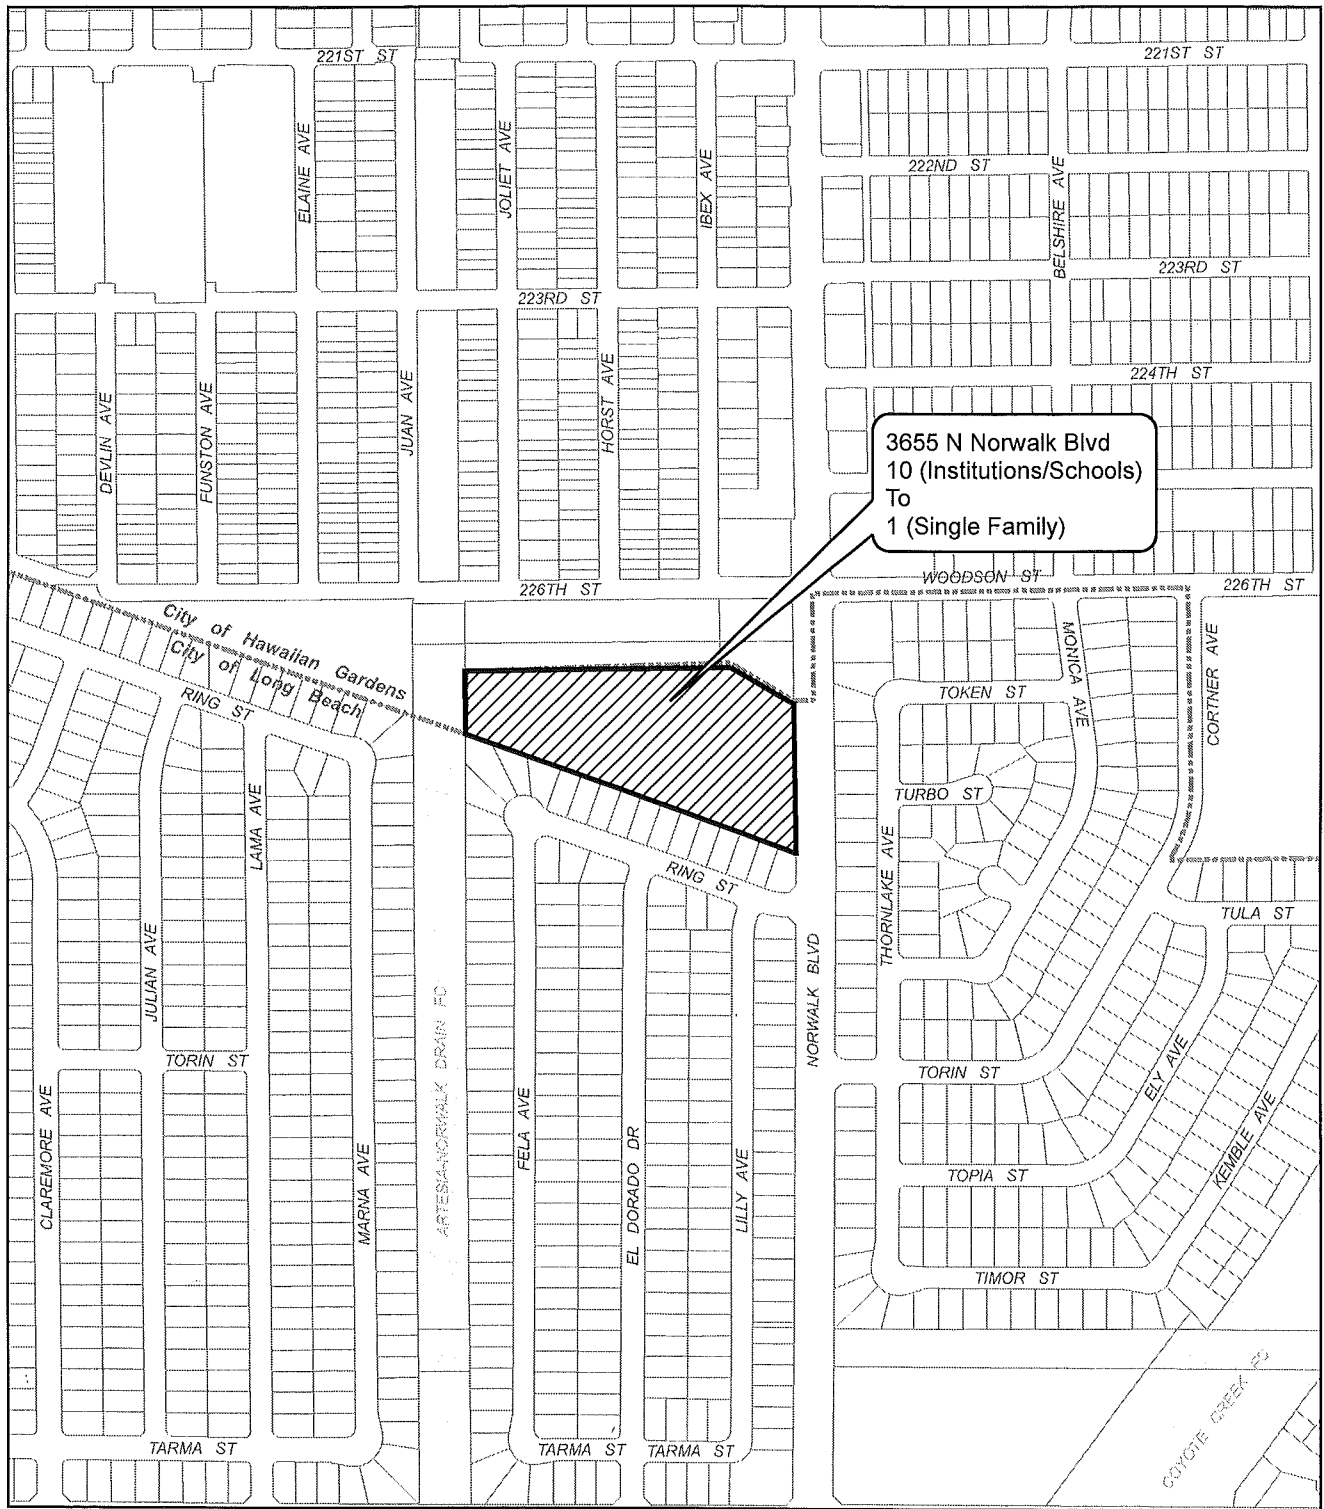 221ST ST
221ST ST
ELAINE AVE
JOLIET AVE
IBEX AVE
222ND ST
BELSHIRE AVE
223RD ST
223RD ST
224TH ST
DEVLIN AVE
FUNSTON AVE
JUAN AVE
HORST AVE
3655 N Norwalk Blvd
10 (Institutions/Schools)
To
1 (Single Family)
WOODSON ST
226TH ST
226TH ST
City of Hawaiian Gardens
City of Long Beach
RING ST
MONICA AVE
CORTNER AVE
TOKEN ST
TURBO ST
LAMA AVE
THORNLAKE AVE
RING ST
TULA ST
JULIAN AVE
NORWALK BLVD
ARTESIA-NORWALK DRAIN FC
TORIN ST
TORIN ST
CLAREMORE AVE
MARNA AVE
FELA AVE
EL DORADO DR
LILLY AVE
ELY AVE
KEMBLE AVE
TOPIA ST
TIMOR ST
COYOTE CREEK FC
TARMA ST
TARMA ST
TARMA ST